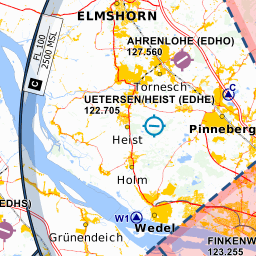 ELMSHORN
FL 100
2500 MSL
C
AHRENLOHE (EDHO)
127.560
Tornesch
C
UETERSEN/HEIST (EDHE)
122.705
Pinneberg
Heist
Holm
W1
Wedel
EDHS)
Grünendeich
FINKENW
123.255